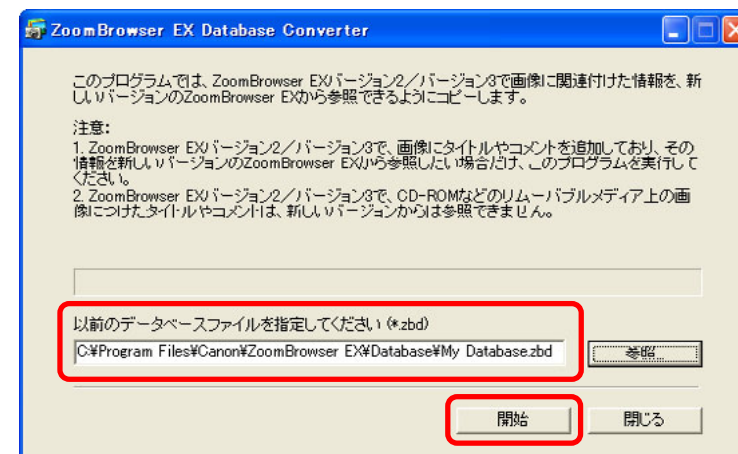 ZoomBrowser EX Database Converter
このプログラムでは、ZoomBrowser EXバージョン2／バージョン3で画像に関連付けた情報を、新
しいバージョンのZoomBrowser EXから参照できるようにコピーします。
注意:
1. ZoomBrowser EXバージョン2／バージョン3で、画像にタイトルやコメントを追加しており、その
情報を新しいバージョンのZoomBrowser EXから参照したい場合だけ、このプログラムを実行して
ください。
2. ZoomBrowser EXバージョン2／バージョン3で、CD-ROMなどのリムーバブルメディア上の画
像につけたタイトルやコメントは、新しいバージョンからは参照できません。
以前のデータベースファイルを指定してください (*.zbd)
C:¥Program Files¥Canon¥ZoomBrowser EX¥Database¥My Database.zbd
参照...
開始
閉じる